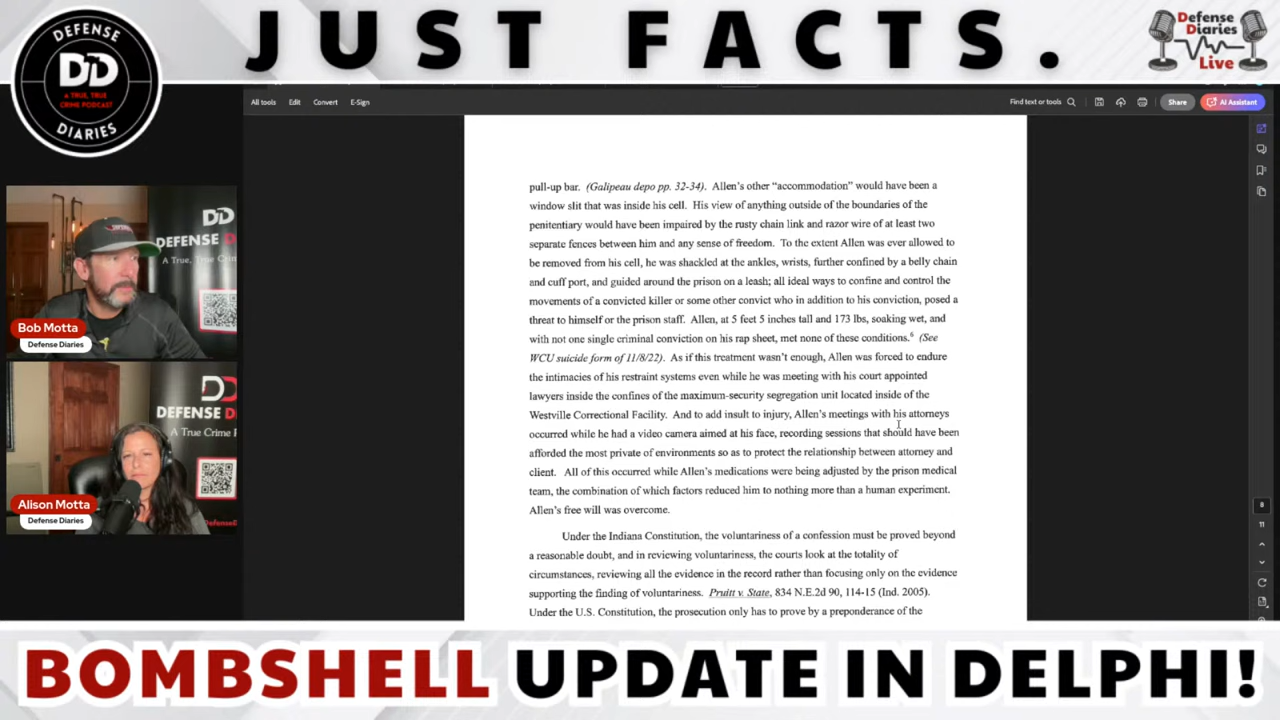 JUST FACTS.
DEFENSE
DD
A TRUE, TRUE
CRIME PODCAST
DIARIES
Defense
Diaries
Live
All tools Edit Convert E-Sign
Find text or tools
Share
AI Assistant
pull-up bar. (Galipeau depo pp. 32-34). Allen's other "accommodation" would have been a
window slit that was inside his cell. His view of anything outside of the boundaries of the
penitentiary would have been impaired by the rusty chain link and razor wire of at least two
separate fences between him and any sense of freedom. To the extent Allen was ever allowed to
be removed from his cell, he was shackled at the ankles, wrists, further confined by a belly chain
and cuff port, and guided around the prison on a leash; all ideal ways to confine and control the
movements of a convicted killer or some other convict who in addition to his conviction, posed a
threat to himself or the prison staff. Allen, at 5 feet 5 inches tall and 173 lbs, soaking wet, and
with not one single criminal conviction on his rap sheet, met none of these conditions.6 (See
WCU suicide form of 11/8/22). As if this treatment wasn't enough, Allen was forced to endure
the intimacies of his restraint systems even while he was meeting with his court appointed
lawyers inside the confines of the maximum-security segregation unit located inside of the
Westville Correctional Facility. And to add insult to injury, Allen's meetings with his attorneys
occurred while he had a video camera aimed at his face, recording sessions that should have been
afforded the most private of environments so as to protect the relationship between attorney and
client. All of this occurred while Allen's medications were being adjusted by the prison medical
team, the combination of which factors reduced him to nothing more than a human experiment.
Allen's free will was overcome.
Under the Indiana Constitution, the voluntariness of a confession must be proved beyond
a reasonable doubt, and in reviewing voluntariness, the courts look at the totality of
circumstances, reviewing all the evidence in the record rather than focusing only on the evidence
supporting the finding of voluntariness. Pruitt v. State, 834 N.E.2d 90, 114-15 (Ind. 2005).
Under the U.S. Constitution, the prosecution only has to prove by a preponderance of the
8
11
DD
DEFENSE D
A True, Tru
Bob Motta
Defense Diaries
DEFENSE D
A True Crime P
Alison Motta
Defense Diaries
BOMBSHELL UPDATE IN DELPHI!